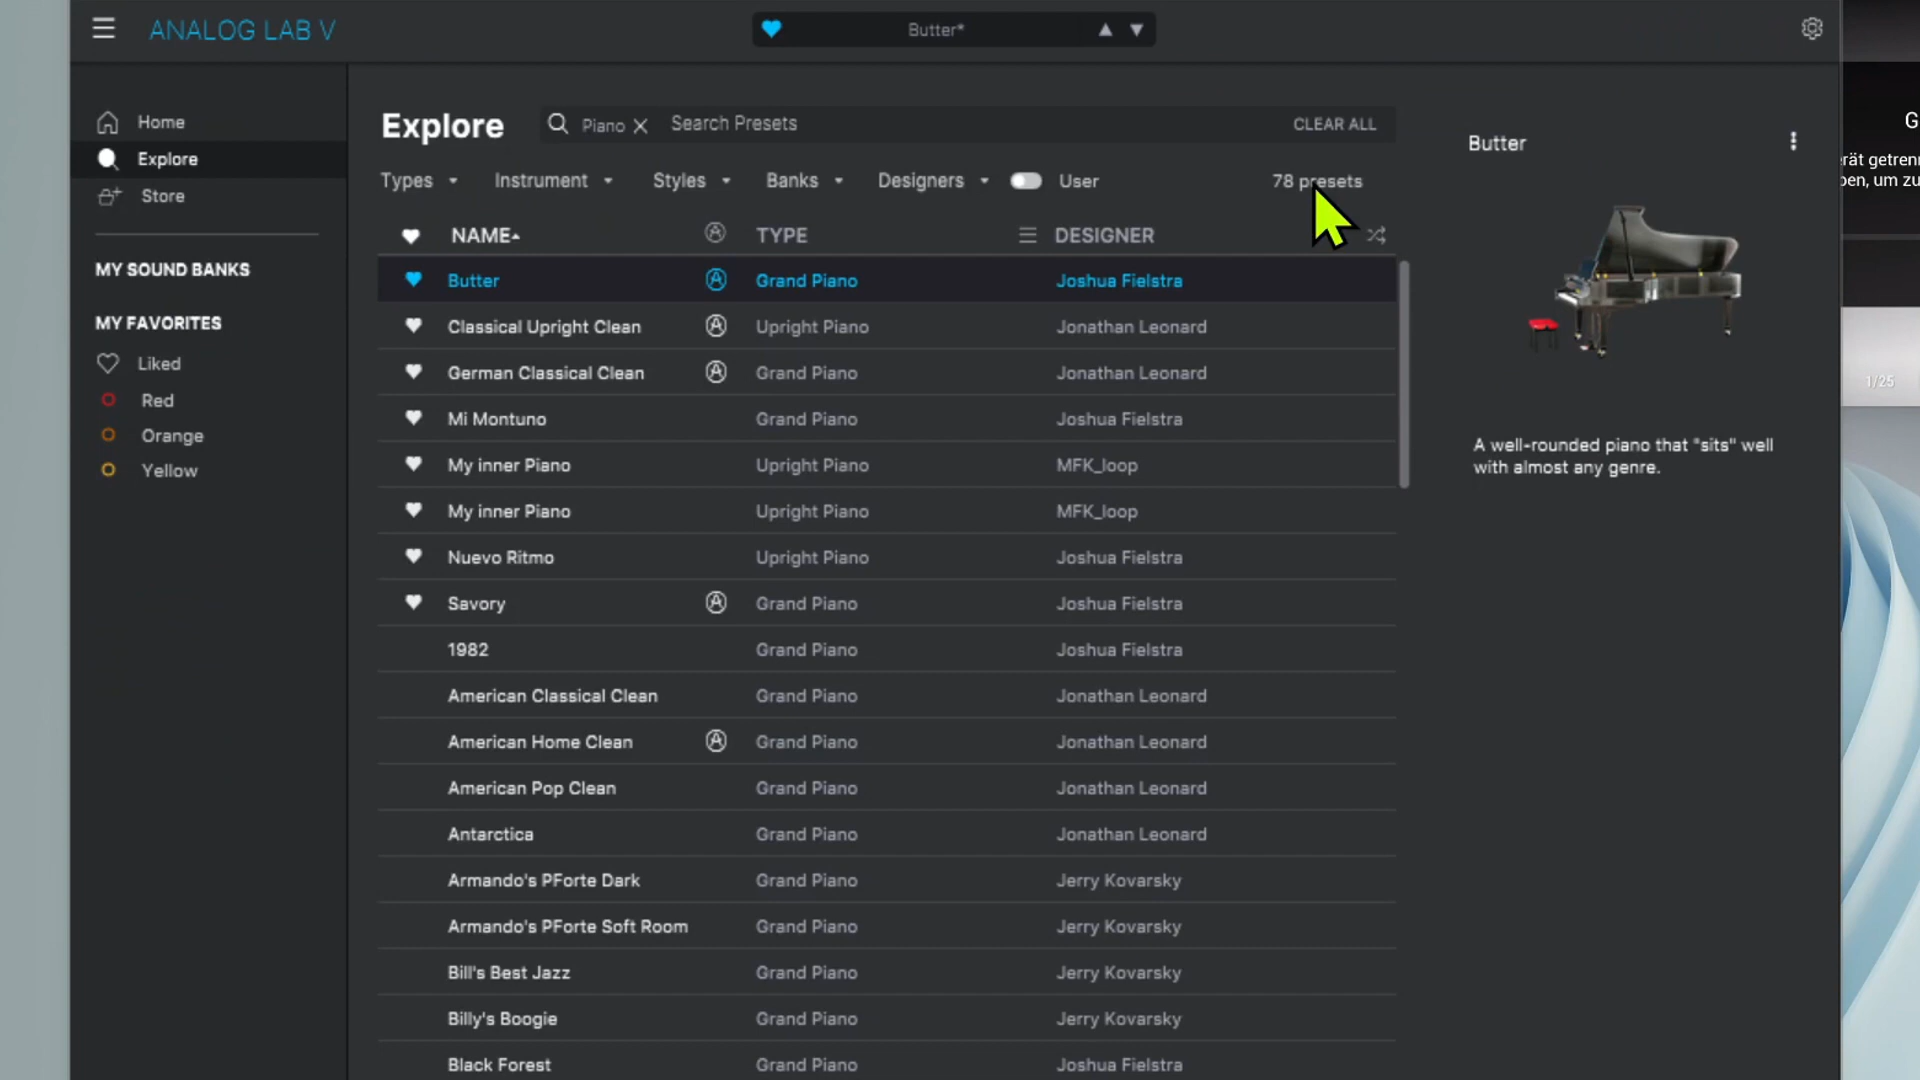 ANALOG LAB V
Butter*
Home
Explore
Store
MY SOUND BANKS
MY FAVORITES
Liked
Red
Orange
Yellow
Explore
Piano
Search Presets
CLEAR ALL
Types
Instrument
Styles
Banks
Designers
User
78 presets
NAME
TYPE
DESIGNER
Butter Grand Piano Joshua Fielstra
Classical Upright Clean Upright Piano Jonathan Leonard
German Classical Clean Grand Piano Jonathan Leonard
Mi Montuno Grand Piano Joshua Fielstra
My inner Piano Upright Piano MFK_loop
My inner Piano Upright Piano MFK_loop
Nuevo Ritmo Upright Piano Joshua Fielstra
Savory Grand Piano Joshua Fielstra
1982 Grand Piano Joshua Fielstra
American Classical Clean Grand Piano Jonathan Leonard
American Home Clean Grand Piano Jonathan Leonard
American Pop Clean Grand Piano Jonathan Leonard
Antarctica Grand Piano Jonathan Leonard
Armando's PForte Dark Grand Piano Jerry Kovarsky
Armando's PForte Soft Room Grand Piano Jerry Kovarsky
Bill's Best Jazz Grand Piano Jerry Kovarsky
Billy's Boogie Grand Piano Jerry Kovarsky
Black Forest Grand Piano Joshua Fielstra
Butter
A well-rounded piano that "sits" well
with almost any genre.
G
rät getrenn
ben, um zu
1/25